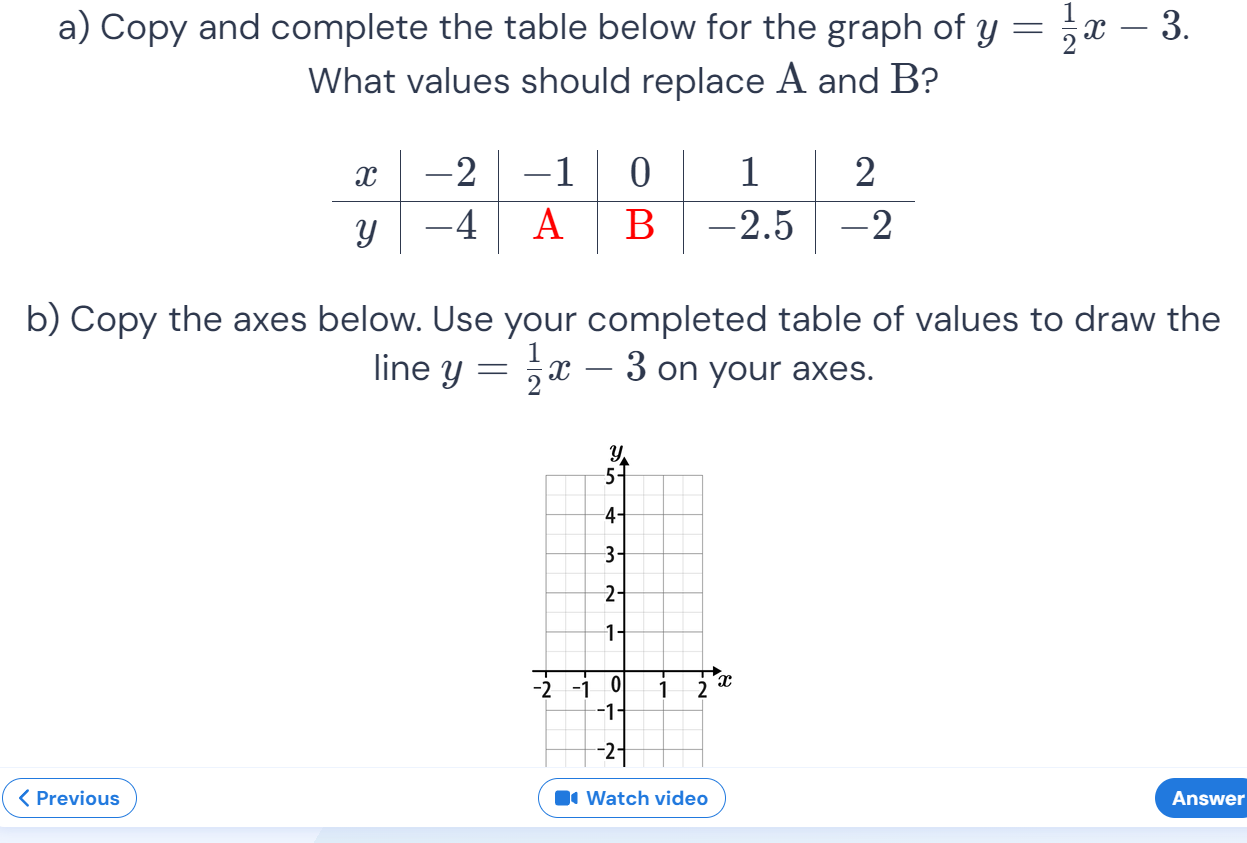 a) Copy and complete the table below for the graph of y = 1/2 x − 3.
What values should replace A and B?
x −2 −1 0 1 2
y −4 A B −2.5 −2
b) Copy the axes below. Use your completed table of values to draw the
line y = 1/2 x − 3 on your axes.
y
5
4
3
2
1
-2 -1 0 1 2 x
-1
-2
Previous Watch video Answer